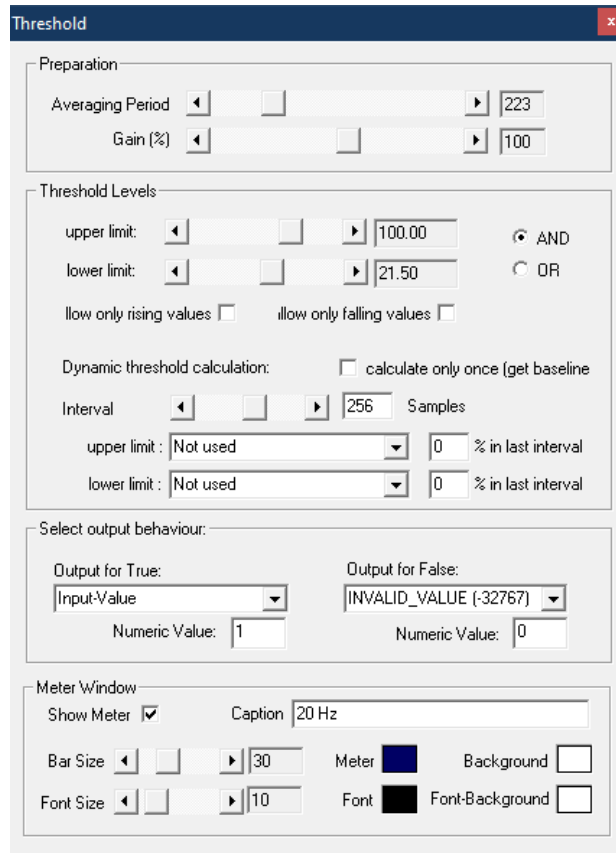 Threshold x
Preparation
Averaging Period 223
Gain (%) 100
Threshold Levels
upper limit: 100.00 AND
lower limit: 21.50 OR
llow only rising values llow only falling values
Dynamic threshold calculation: calculate only once (get baseline
Interval 256 Samples
upper limit : Not used 0 % in last interval
lower limit : Not used 0 % in last interval
Select output behaviour:
Output for True: Output for False:
Input-Value INVALID_VALUE (-32767)
Numeric Value: 1 Numeric Value: 0
Meter Window
Show Meter Caption 20 Hz
Bar Size 30 Meter Background
Font Size 10 Font Font-Background